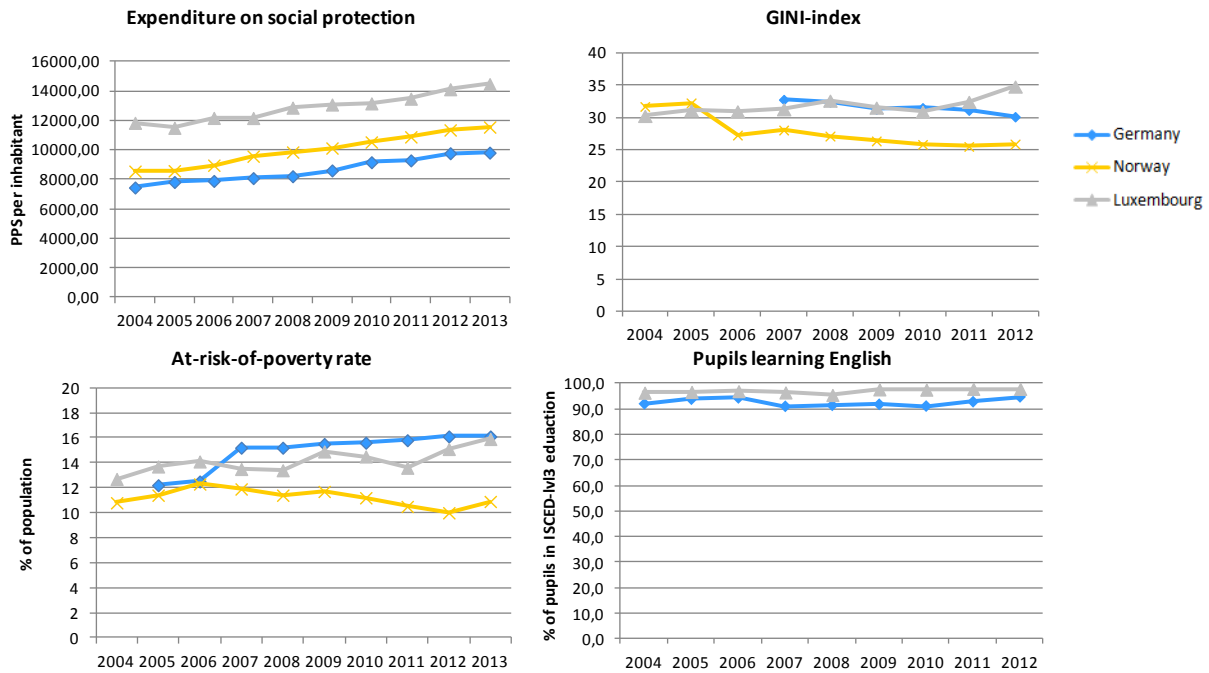 Expenditure on social protection
PPS per inhabitant
16000,00
14000,00
12000,00
10000,00
8000,00
6000,00
4000,00
2000,00
0,00
2004 2005 2006 2007 2008 2009 2010 2011 2012 2013
GINI-index
40
35
30
25
20
15
10
5
0
2004 2005 2006 2007 2008 2009 2010 2011 2012
Germany
Norway
Luxembourg
At-risk-of-poverty rate
% of population
20
18
16
14
12
10
8
6
4
2
0
2004 2005 2006 2007 2008 2009 2010 2011 2012 2013
Pupils learning English
% of pupils in ISCED-lvl3 eduaction
100,0
90,0
80,0
70,0
60,0
50,0
40,0
30,0
20,0
10,0
0,0
2004 2005 2006 2007 2008 2009 2010 2011 2012